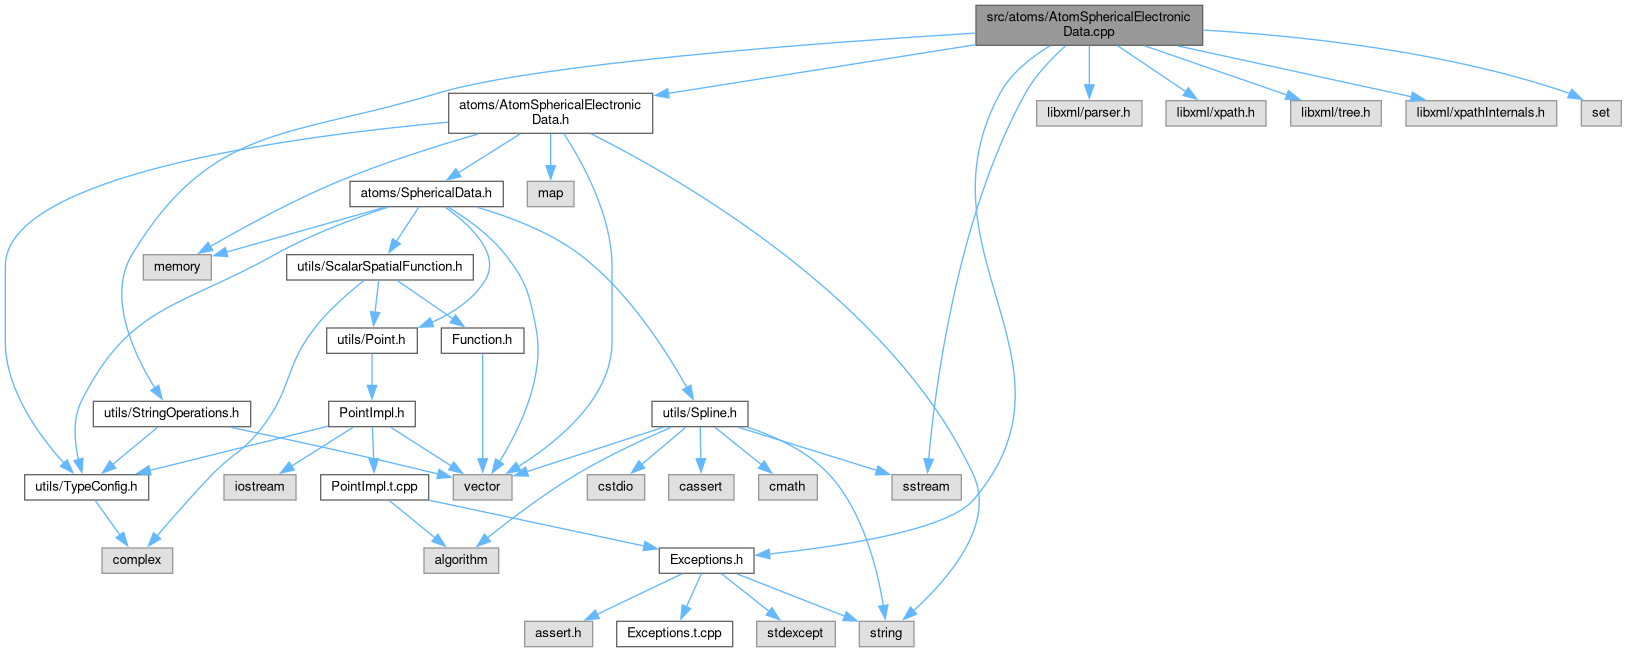 src/atoms/AtomSphericalElectronic
Data.cpp
atoms/AtomSphericalElectronic
Data.h
libxml/parser.h
libxml/xpath.h
libxml/tree.h
libxml/xpathInternals.h
set
atoms/SphericalData.h
map
memory
utils/ScalarSpatialFunction.h
utils/Point.h
Function.h
utils/StringOperations.h
PointImpl.h
utils/Spline.h
utils/TypeConfig.h
iostream
PointImpl.t.cpp
vector
cstdio
cassert
cmath
sstream
complex
algorithm
Exceptions.h
assert.h
Exceptions.t.cpp
stdexcept
string